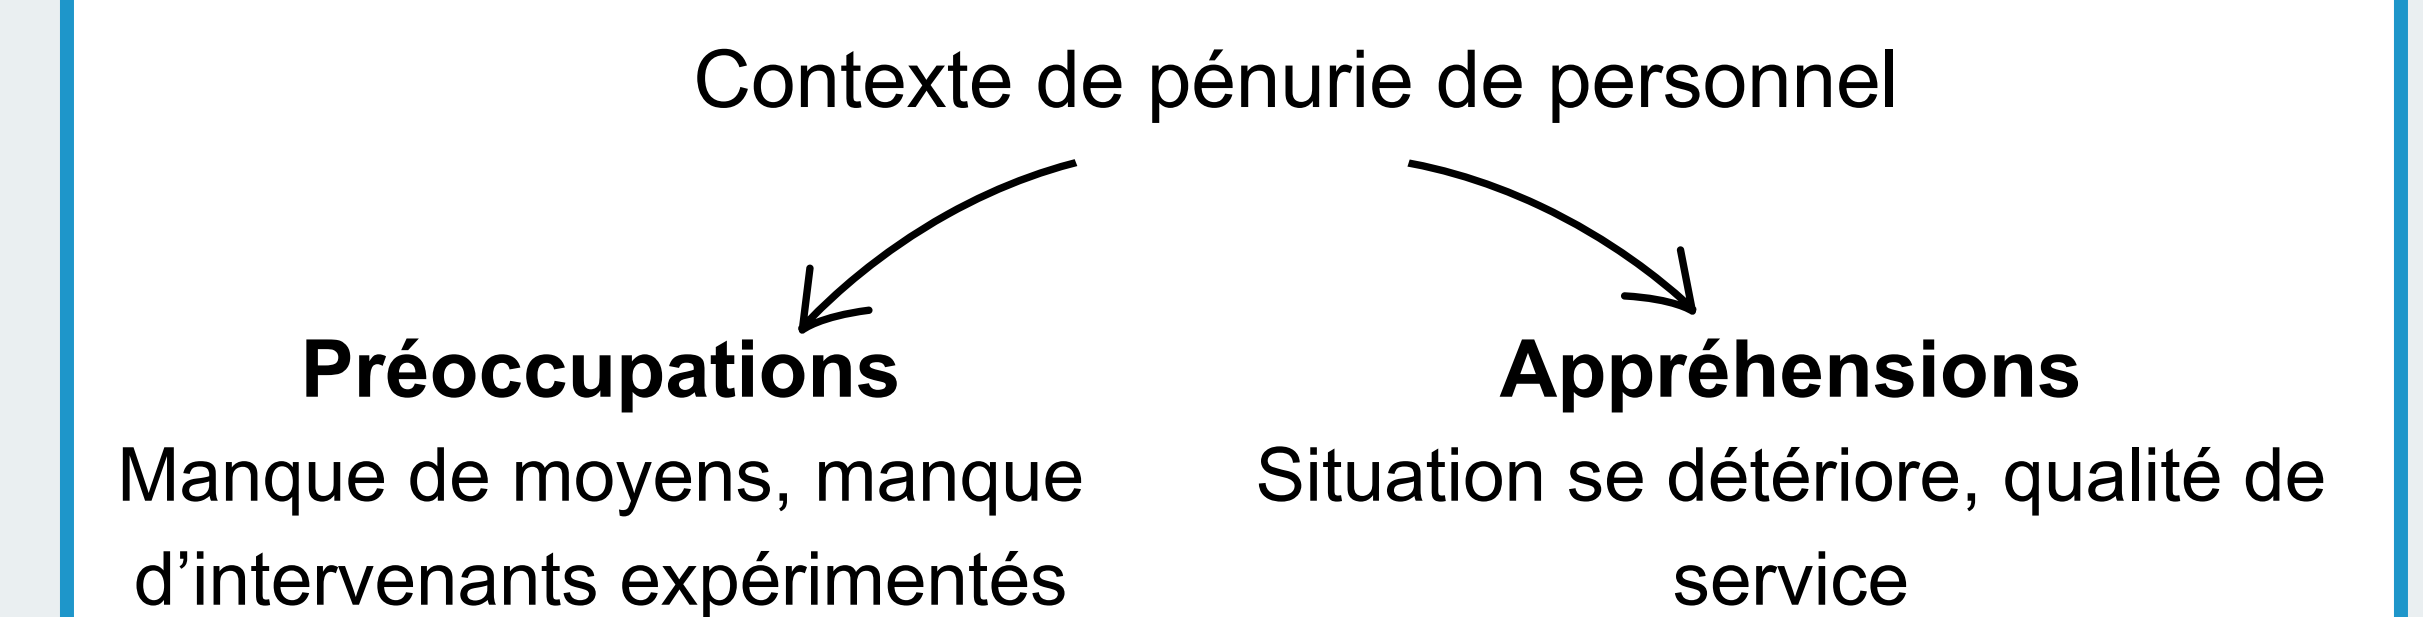 Contexte de pénurie de personnel
Préoccupations
Manque de moyens, manque
d’intervenants expérimentés
Appréhensions
Situation se détériore, qualité de
service